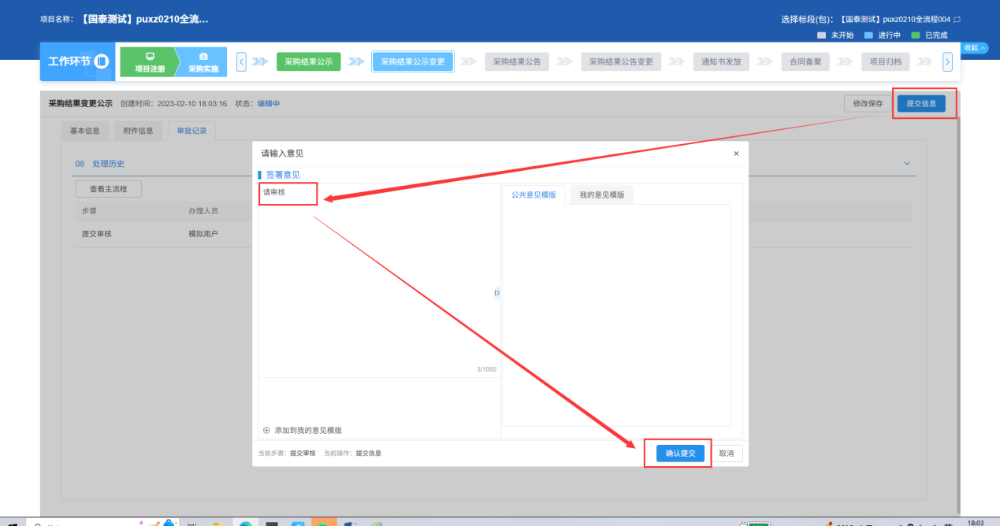 项目名称：【国泰测试】puxz0210全流…
选择标段(包)：【国泰测试】puxz0210全流程004
未开始 进行中 已完成
收起
工作环节 项目注册 采购实施 采购结果公示 采购结果公示变更 采购结果公告 采购结果公告变更 通知书发放 合同备案 项目归档
采购结果变更公示 创建时间：2023-02-10 18:03:16 状态：编辑中 修改保存 提交信息
基本信息 附件信息 审批记录
08 处理历史
查看主流程
步骤 办理人员
提交审核 模拟用户
请输入意见 ×
签署意见
请审核
公共意见模版 我的意见模版
3/1000
添加到我的意见模版
当前步骤：提交审核 当前操作：提交信息 确认提交 取消
18:03